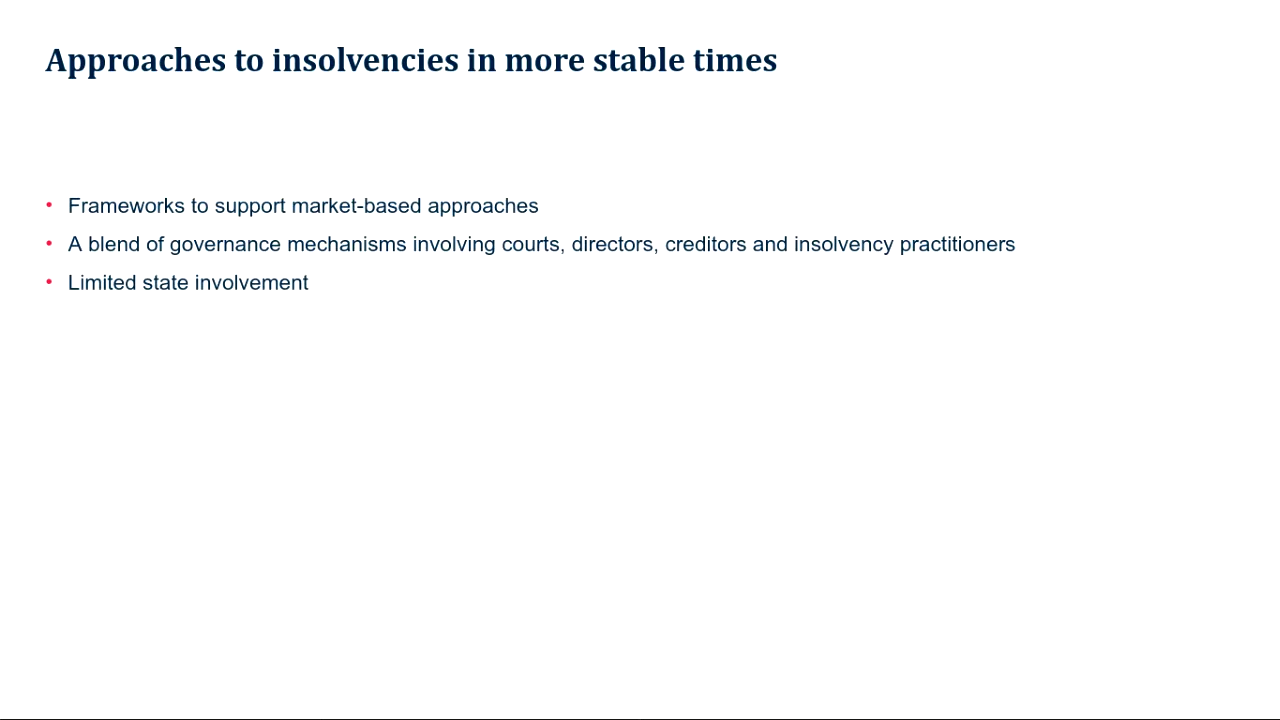 Approaches to insolvencies in more stable times
• Frameworks to support market-based approaches
• A blend of governance mechanisms involving courts, directors, creditors and insolvency practitioners
• Limited state involvement